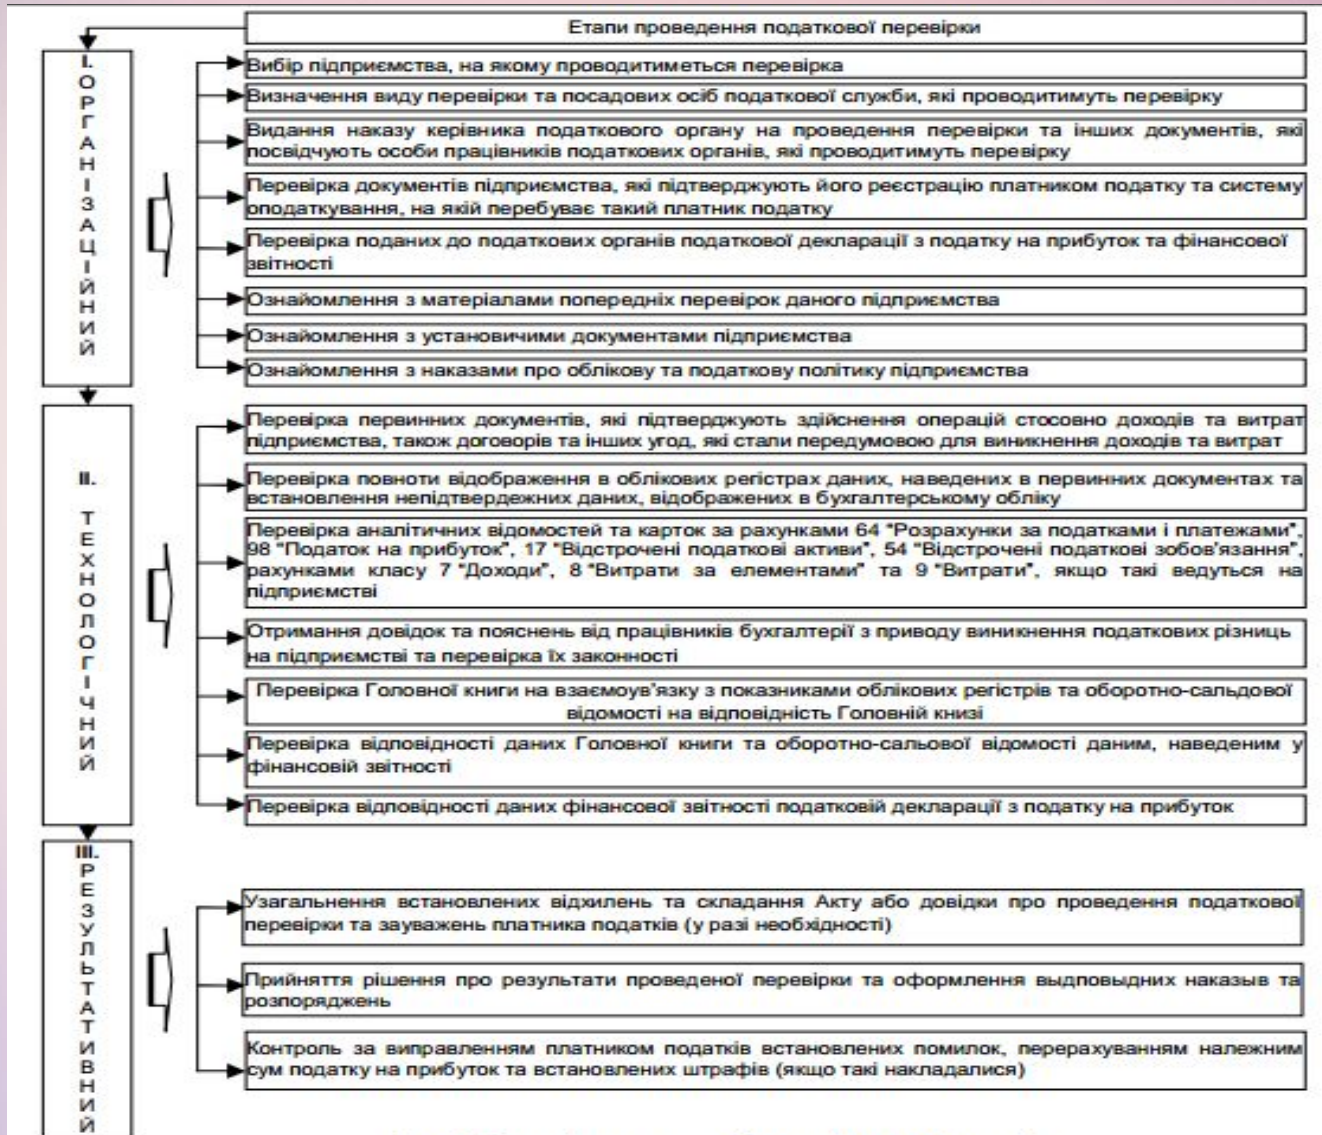 Етапи проведення податкової перевірки
І. ОРГАНІЗАЦІЙНИЙ
Вибір підприємства, на якому проводитиметься перевірка
Визначення виду перевірки та посадових осіб податкової служби, які проводитимуть перевірку
Видання наказу керівника податкового органу на проведення перевірки та інших документів, які
посвідчують особи працівників податкових органів, які проводитимуть перевірку
Перевірка документів підприємства, які підтверджують його реєстрацію платником податку та систему
оподаткування, на якій перебуває такий платник податку
Перевірка поданих до податкових органів податкової декларації з податку на прибуток та фінансової
звітності
Ознайомлення з матеріалами попередніх перевірок даного підприємства
Ознайомлення з установичими документами підприємства
Ознайомлення з наказами про облікову та податкову політику підприємства
ІІ. ТЕХНОЛОГІЧНИЙ
Перевірка первинних документів, які підтверджують здійснення операцій стосовно доходів та витрат
підприємства, також договорів та інших угод, які стали передумовою для виникнення доходів та витрат
Перевірка повноти відображення в облікових регістрах даних, наведених в первинних документах та
встановлення непідтвердежних даних, відображених в бухгалтерському обліку
Перевірка аналітичних відомостей та карток за рахунками 64 "Розрахунки за податками і платежами",
98 "Податок на прибуток", 17 "Відстрочені податкові активи", 54 "Відстрочені податкові зобов'язання",
рахунками класу 7 "Доходи", 8 "Витрати за елементами" та 9 "Витрати", якщо такі ведуться на
підприємстві
Отримання довідок та пояснень від працівників бухгалтерії з приводу виникнення податкових різниць
на підприємстві та перевірка їх законності
Перевірка Головної книги на взаємоув'язку з показниками облікових регістрів та оборотно-сальдової
відомості на відповідність Головній книзі
Перевірка відповідності даних Головної книги та оборотно-сальової відомості даним, наведеним у
фінансовій звітності
Перевірка відповідності даних фінансової звітності податковій декларації з податку на прибуток
ІІІ. РЕЗУЛЬТАТИВНИЙ
Узагальнення встановлених відхилень та складання Акту або довідки про проведення податкової
перевірки та зауважень платника податків (у разі необхідності)
Прийняття рішення про результати проведеної перевірки та оформлення выдповыдних наказыв та
розпоряджень
Контроль за виправленням платником податків встановлених помилок, перерахуванням належним
сум податку на прибуток та встановлених штрафів (якщо такі накладалися)